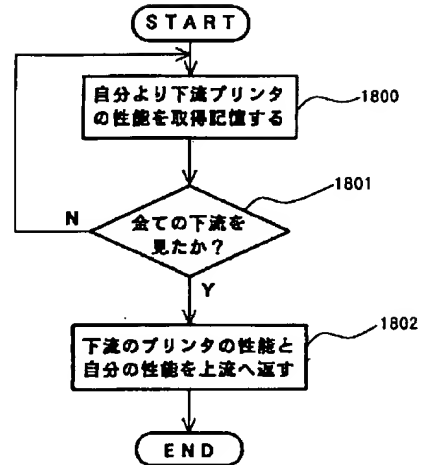 START
自分より下流プリンタ
の性能を取得記憶する
1800
1801
全ての下流を
見たか？
N
Y
1802
下流のプリンタの性能と
自分の性能を上流へ返す
END